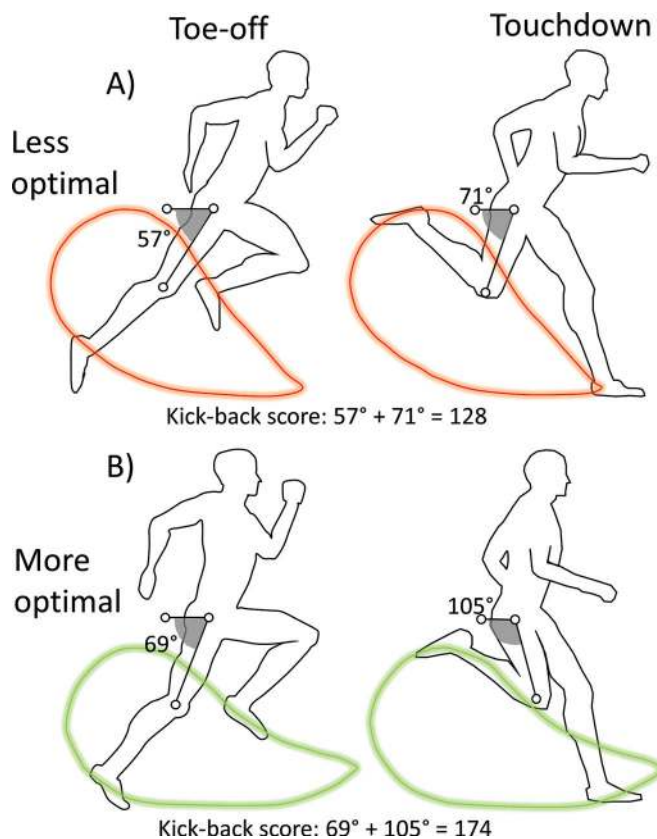 Toe-off
Touchdown
A)
Less
optimal
57°
71°
Kick-back score: 57° + 71° = 128
B)
More
optimal
69°
105°
Kick-back score: 69° + 105° = 174